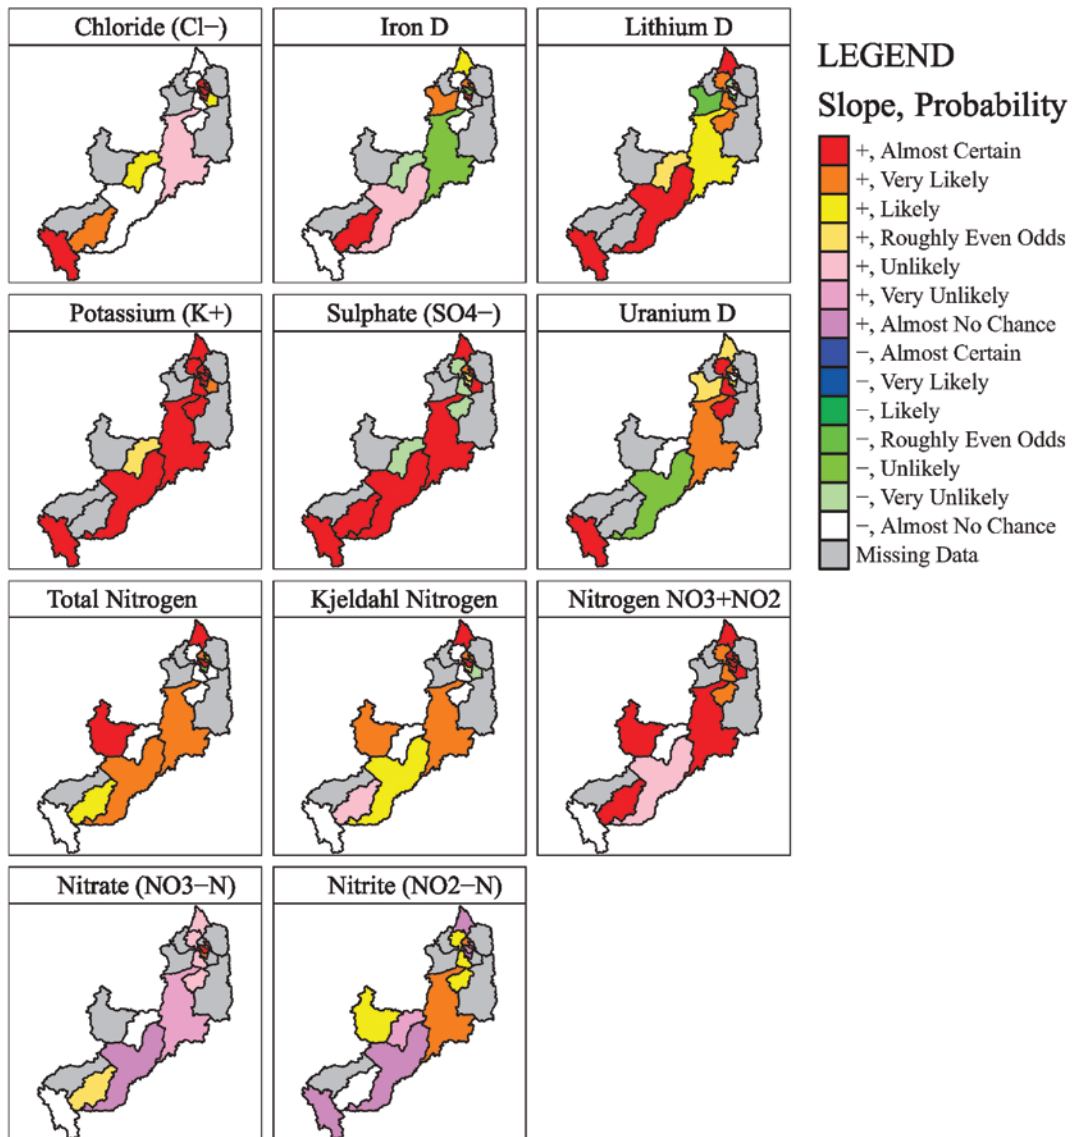 Chloride (Cl−)
Iron D
Lithium D
LEGEND
Slope, Probability
+, Almost Certain
+, Very Likely
+, Likely
+, Roughly Even Odds
+, Unlikely
+, Very Unlikely
+, Almost No Chance
−, Almost Certain
−, Very Likely
−, Likely
−, Roughly Even Odds
−, Unlikely
−, Very Unlikely
−, Almost No Chance
Missing Data
Potassium (K+)
Sulphate (SO4−)
Uranium D
Total Nitrogen
Kjeldahl Nitrogen
Nitrogen NO3+NO2
Nitrate (NO3−N)
Nitrite (NO2−N)